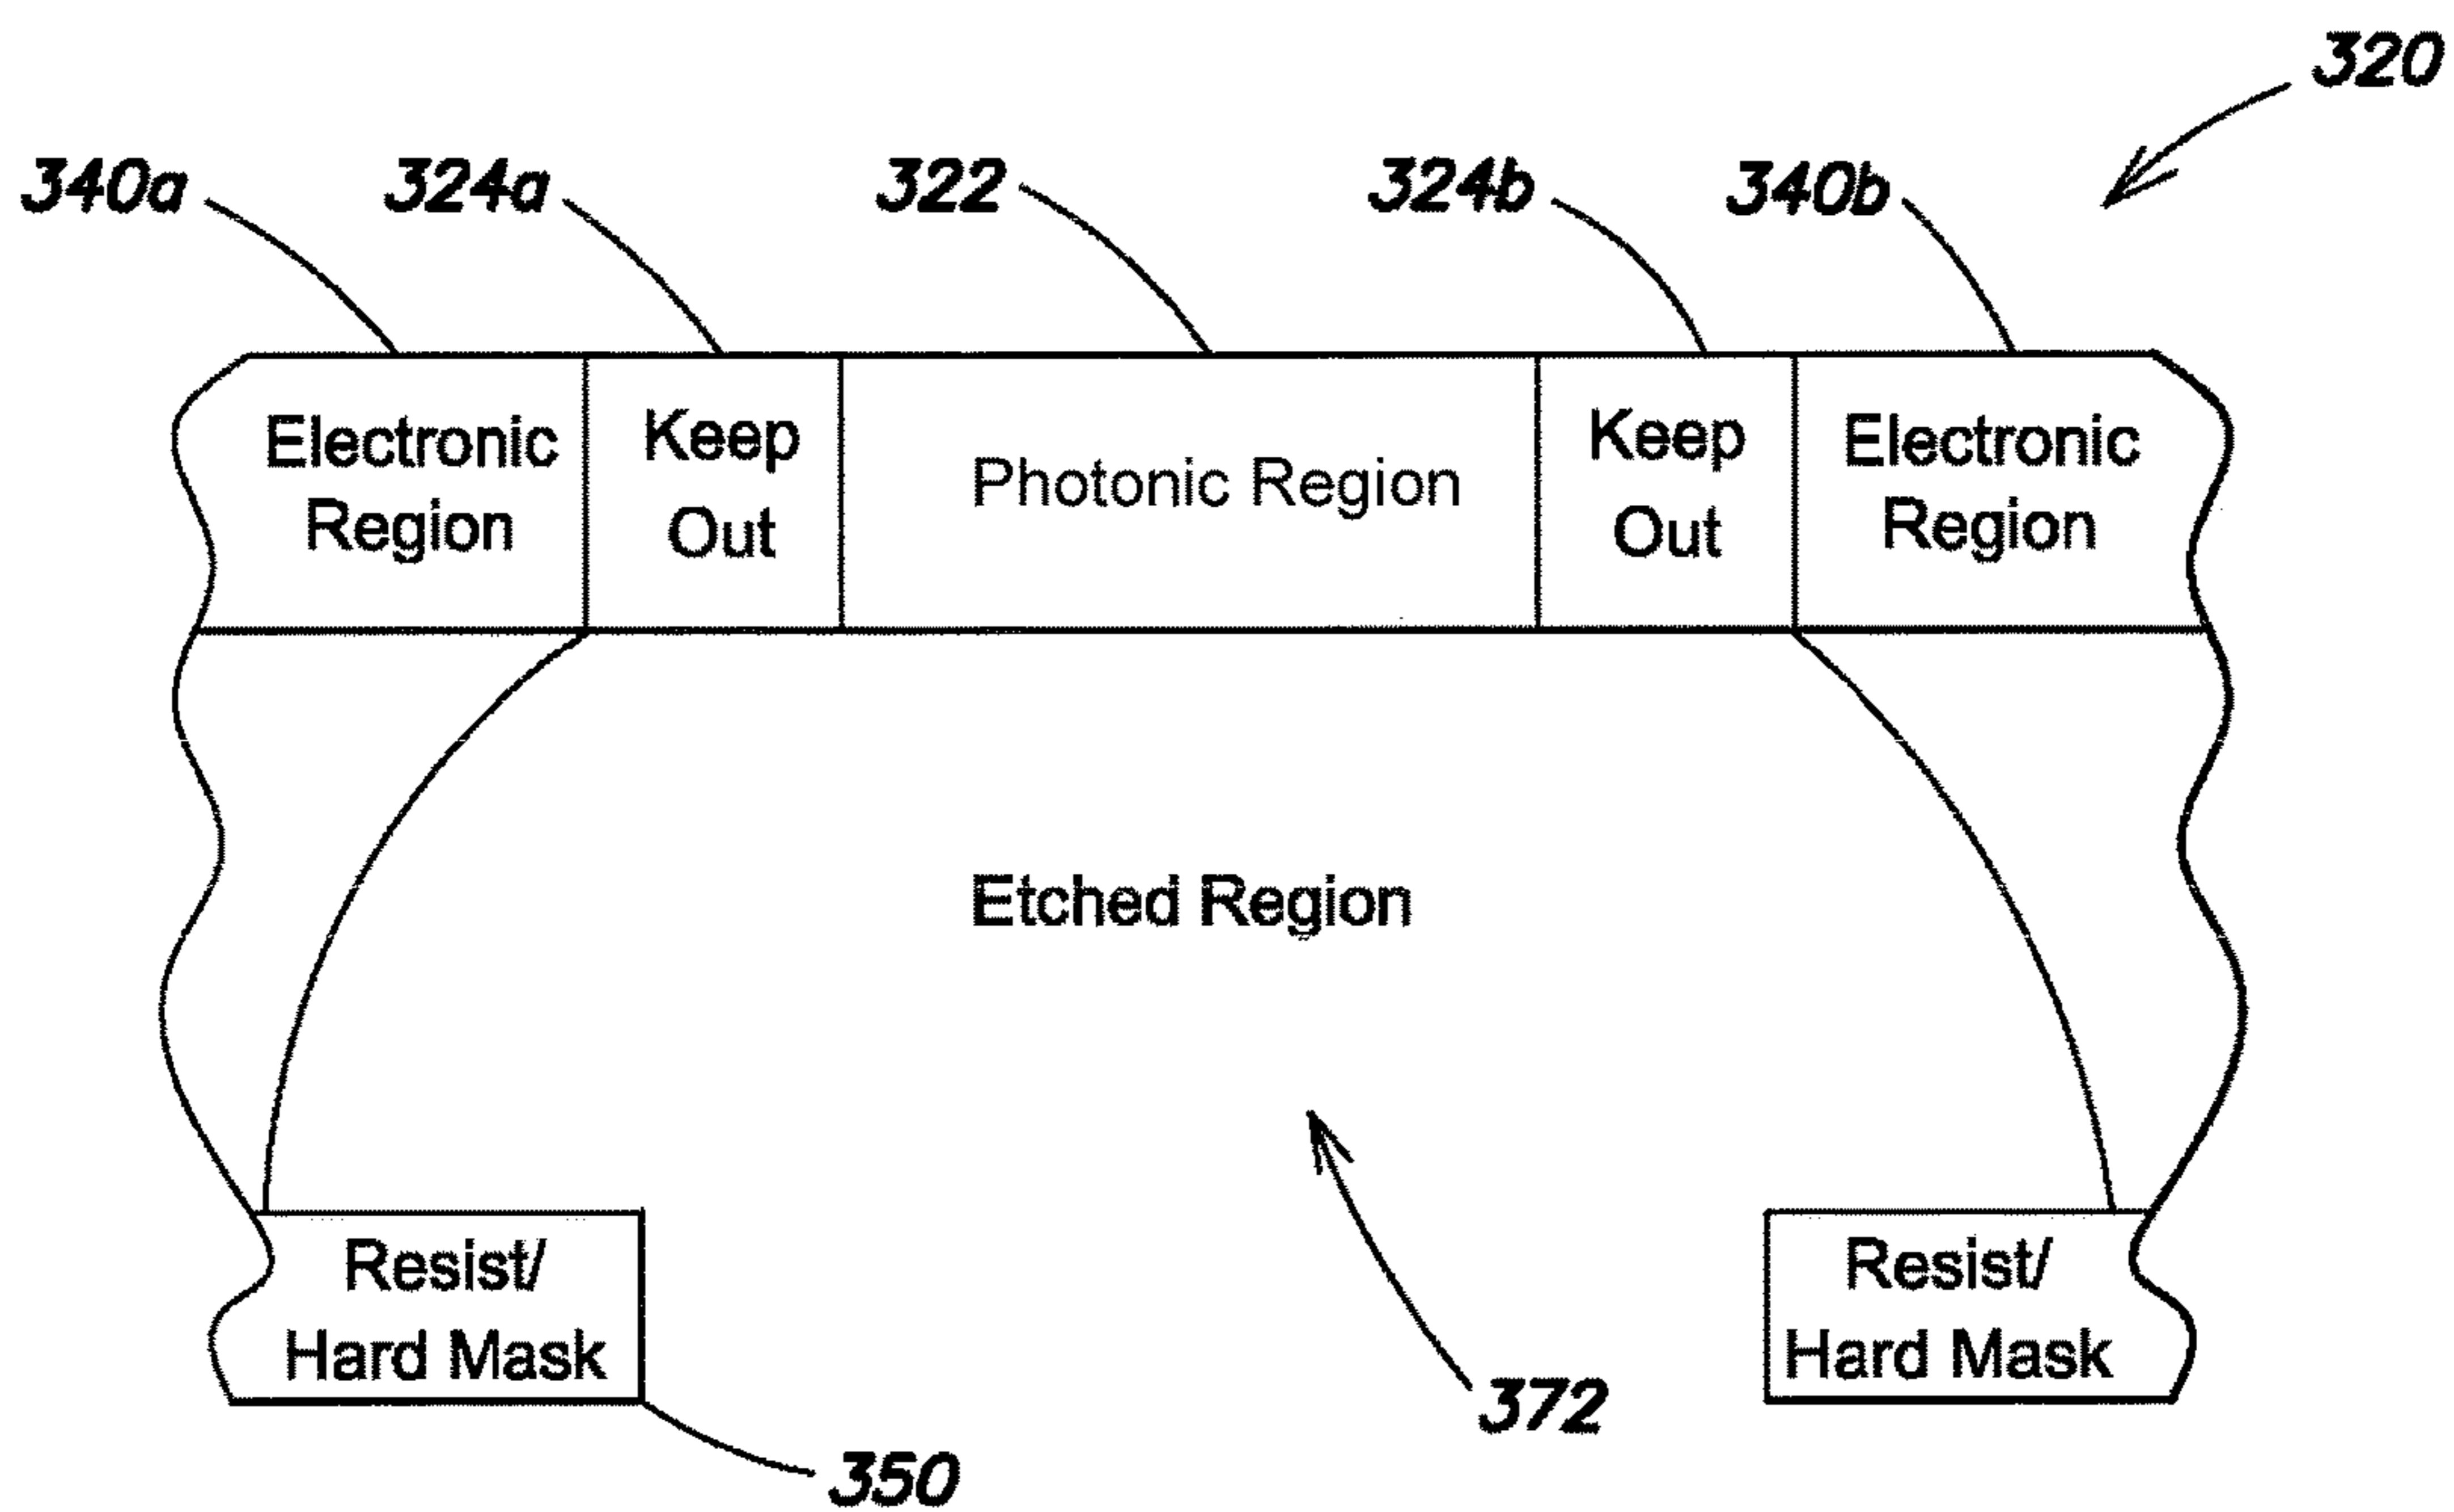 320
340a
324a
322
324b
340b
Electronic
Region
Keep
Out
Photonic Region
Keep
Out
Electronic
Region
Etched Region
Resist/
Hard Mask
Resist/
Hard Mask
372
350